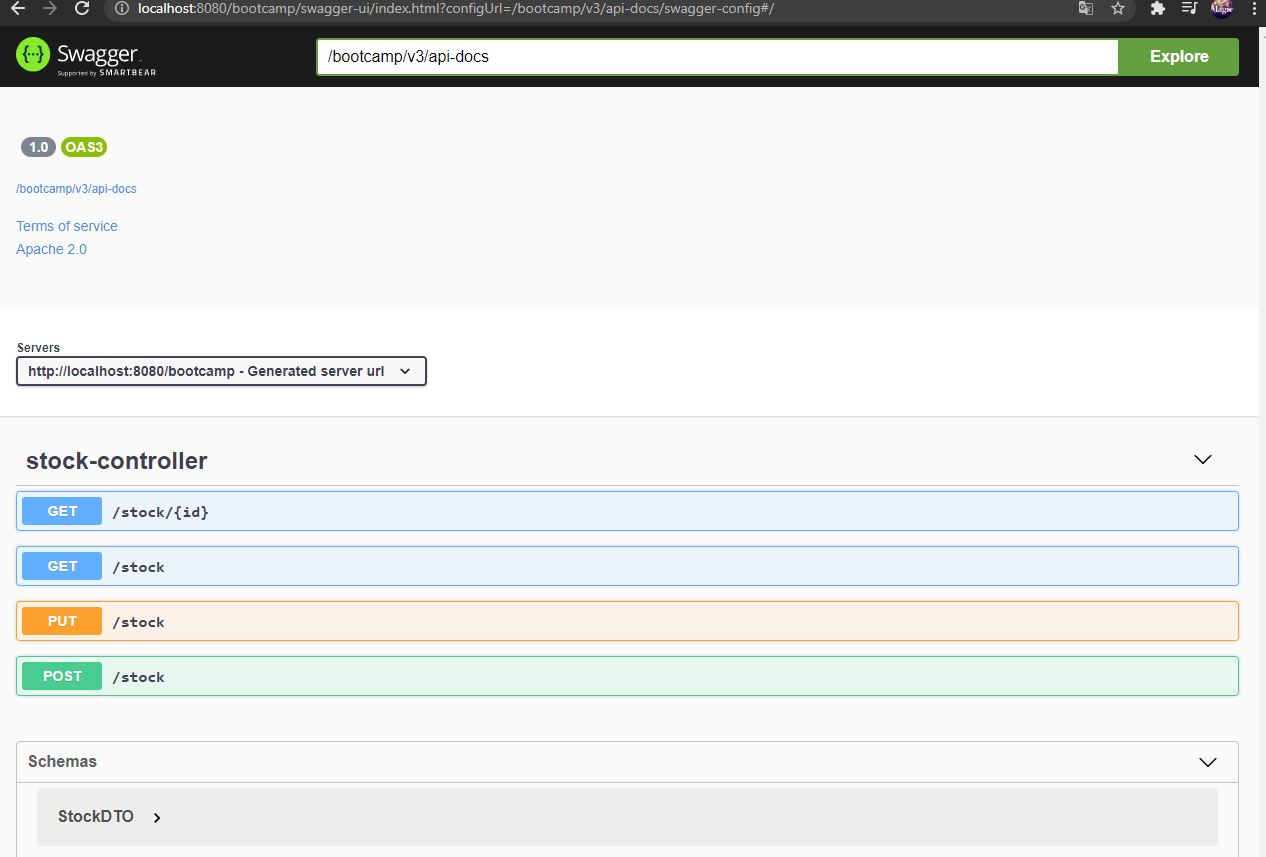 localhost:8080/bootcamp/swagger-ui/index.html?configUrl=/bootcamp/v3/api-docs/swagger-config#/
Swagger
Supported by SMARTBEAR
/bootcamp/v3/api-docs
Explore
1.0 OAS3
/bootcamp/v3/api-docs
Terms of service
Apache 2.0
Servers
http://localhost:8080/bootcamp - Generated server url
stock-controller
GET /stock/{id}
GET /stock
PUT /stock
POST /stock
Schemas
StockDTO